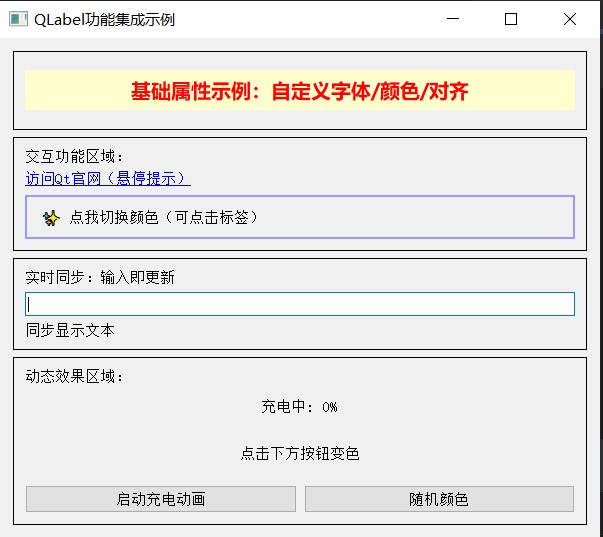 QLabel功能集成示例
基础属性示例：自定义字体/颜色/对齐
交互功能区域：
访问Qt官网（悬停提示）
点我切换颜色（可点击标签）
实时同步：输入即更新
同步显示文本
动态效果区域：
充电中：0%
点击下方按钮变色
启动充电动画
随机颜色